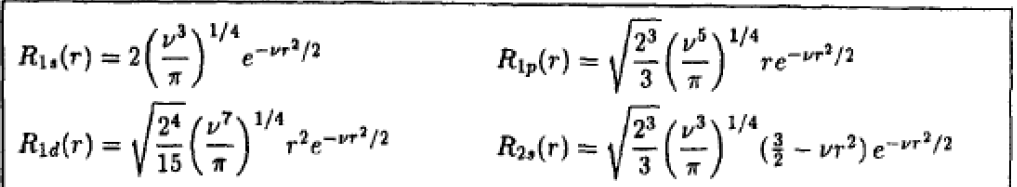 R_{1s}(r) = 2\left(\frac{\nu^3}{\pi}\right)^{1/4} e^{-\nu r^2/2}
R_{1p}(r) = \sqrt{\frac{2^3}{3}}\left(\frac{\nu^5}{\pi}\right)^{1/4} r e^{-\nu r^2/2}
R_{1d}(r) = \sqrt{\frac{2^4}{15}}\left(\frac{\nu^7}{\pi}\right)^{1/4} r^2 e^{-\nu r^2/2}
R_{2s}(r) = \sqrt{\frac{2^3}{3}}\left(\frac{\nu^3}{\pi}\right)^{1/4} (\frac{3}{2} - \nu r^2) e^{-\nu r^2/2}